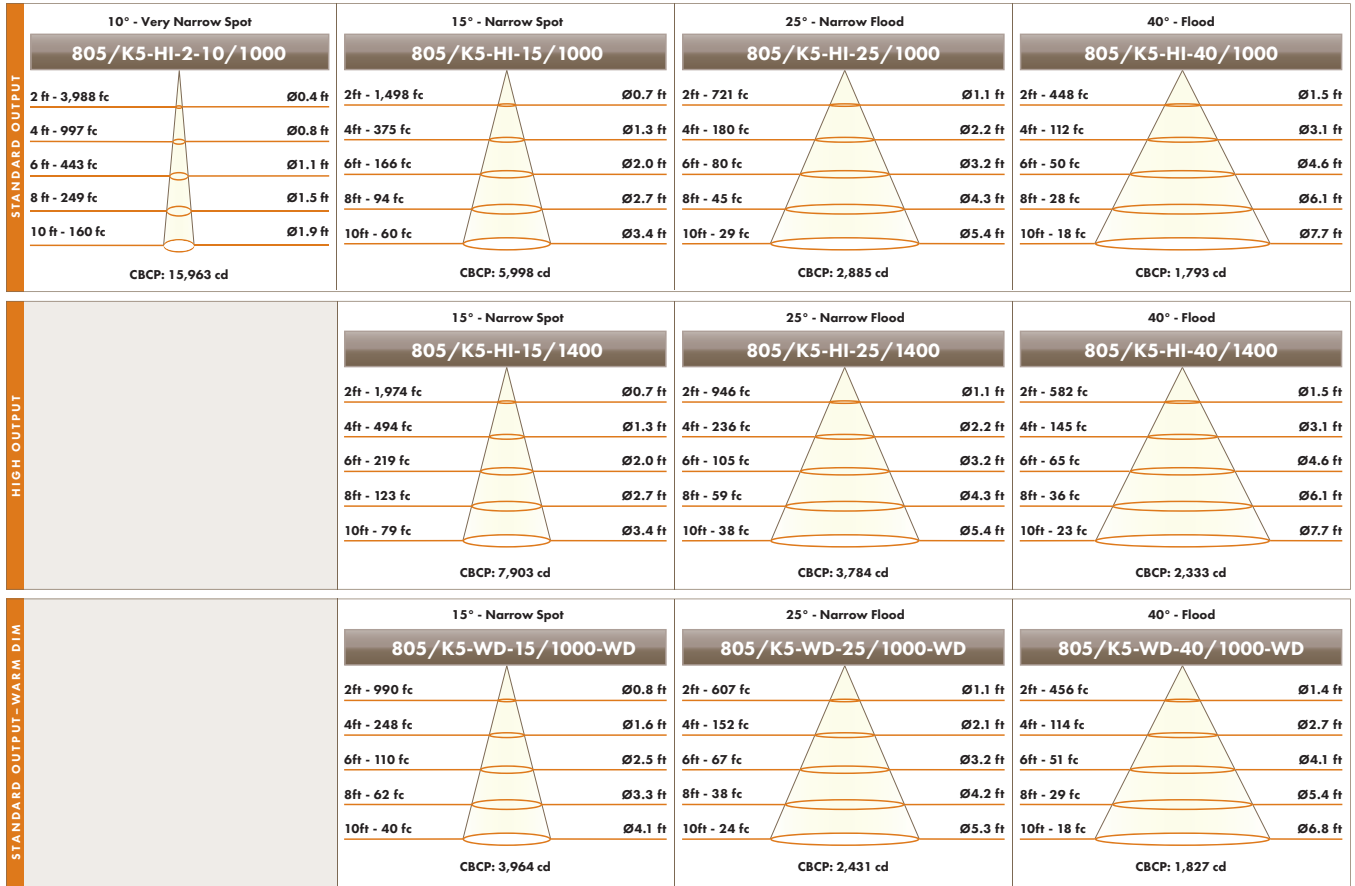 STANDARD OUTPUT
10° - Very Narrow Spot
805/K5-HI-2-10/1000
2 ft - 3,988 fc Ø0.4 ft
4 ft - 997 fc Ø0.8 ft
6 ft - 443 fc Ø1.1 ft
8 ft - 249 fc Ø1.5 ft
10 ft - 160 fc Ø1.9 ft
CBCP: 15,963 cd
15° - Narrow Spot
805/K5-HI-15/1000
2ft - 1,498 fc Ø0.7 ft
4ft - 375 fc Ø1.3 ft
6ft - 166 fc Ø2.0 ft
8ft - 94 fc Ø2.7 ft
10ft - 60 fc Ø3.4 ft
CBCP: 5,998 cd
25° - Narrow Flood
805/K5-HI-25/1000
2ft - 721 fc Ø1.1 ft
4ft - 180 fc Ø2.2 ft
6ft - 80 fc Ø3.2 ft
8ft - 45 fc Ø4.3 ft
10ft - 29 fc Ø5.4 ft
CBCP: 2,885 cd
40° - Flood
805/K5-HI-40/1000
2ft - 448 fc Ø1.5 ft
4ft - 112 fc Ø3.1 ft
6ft - 50 fc Ø4.6 ft
8ft - 28 fc Ø6.1 ft
10ft - 18 fc Ø7.7 ft
CBCP: 1,793 cd
HIGH OUTPUT
15° - Narrow Spot
805/K5-HI-15/1400
2ft - 1,974 fc Ø0.7 ft
4ft - 494 fc Ø1.3 ft
6ft - 219 fc Ø2.0 ft
8ft - 123 fc Ø2.7 ft
10ft - 79 fc Ø3.4 ft
CBCP: 7,903 cd
25° - Narrow Flood
805/K5-HI-25/1400
2ft - 946 fc Ø1.1 ft
4ft - 236 fc Ø2.2 ft
6ft - 105 fc Ø3.2 ft
8ft - 59 fc Ø4.3 ft
10ft - 38 fc Ø5.4 ft
CBCP: 3,784 cd
40° - Flood
805/K5-HI-40/1400
2ft - 582 fc Ø1.5 ft
4ft - 145 fc Ø3.1 ft
6ft - 65 fc Ø4.6 ft
8ft - 36 fc Ø6.1 ft
10ft - 23 fc Ø7.7 ft
CBCP: 2,333 cd
STANDARD OUTPUT–WARM DIM
15° - Narrow Spot
805/K5-WD-15/1000-WD
2ft - 990 fc Ø0.8 ft
4ft - 248 fc Ø1.6 ft
6ft - 110 fc Ø2.5 ft
8ft - 62 fc Ø3.3 ft
10ft - 40 fc Ø4.1 ft
CBCP: 3,964 cd
25° - Narrow Flood
805/K5-WD-25/1000-WD
2ft - 607 fc Ø1.1 ft
4ft - 152 fc Ø2.1 ft
6ft - 67 fc Ø3.2 ft
8ft - 38 fc Ø4.2 ft
10ft - 24 fc Ø5.3 ft
CBCP: 2,431 cd
40° - Flood
805/K5-WD-40/1000-WD
2ft - 456 fc Ø1.4 ft
4ft - 114 fc Ø2.7 ft
6ft - 51 fc Ø4.1 ft
8ft - 29 fc Ø5.4 ft
10ft - 18 fc Ø6.8 ft
CBCP: 1,827 cd